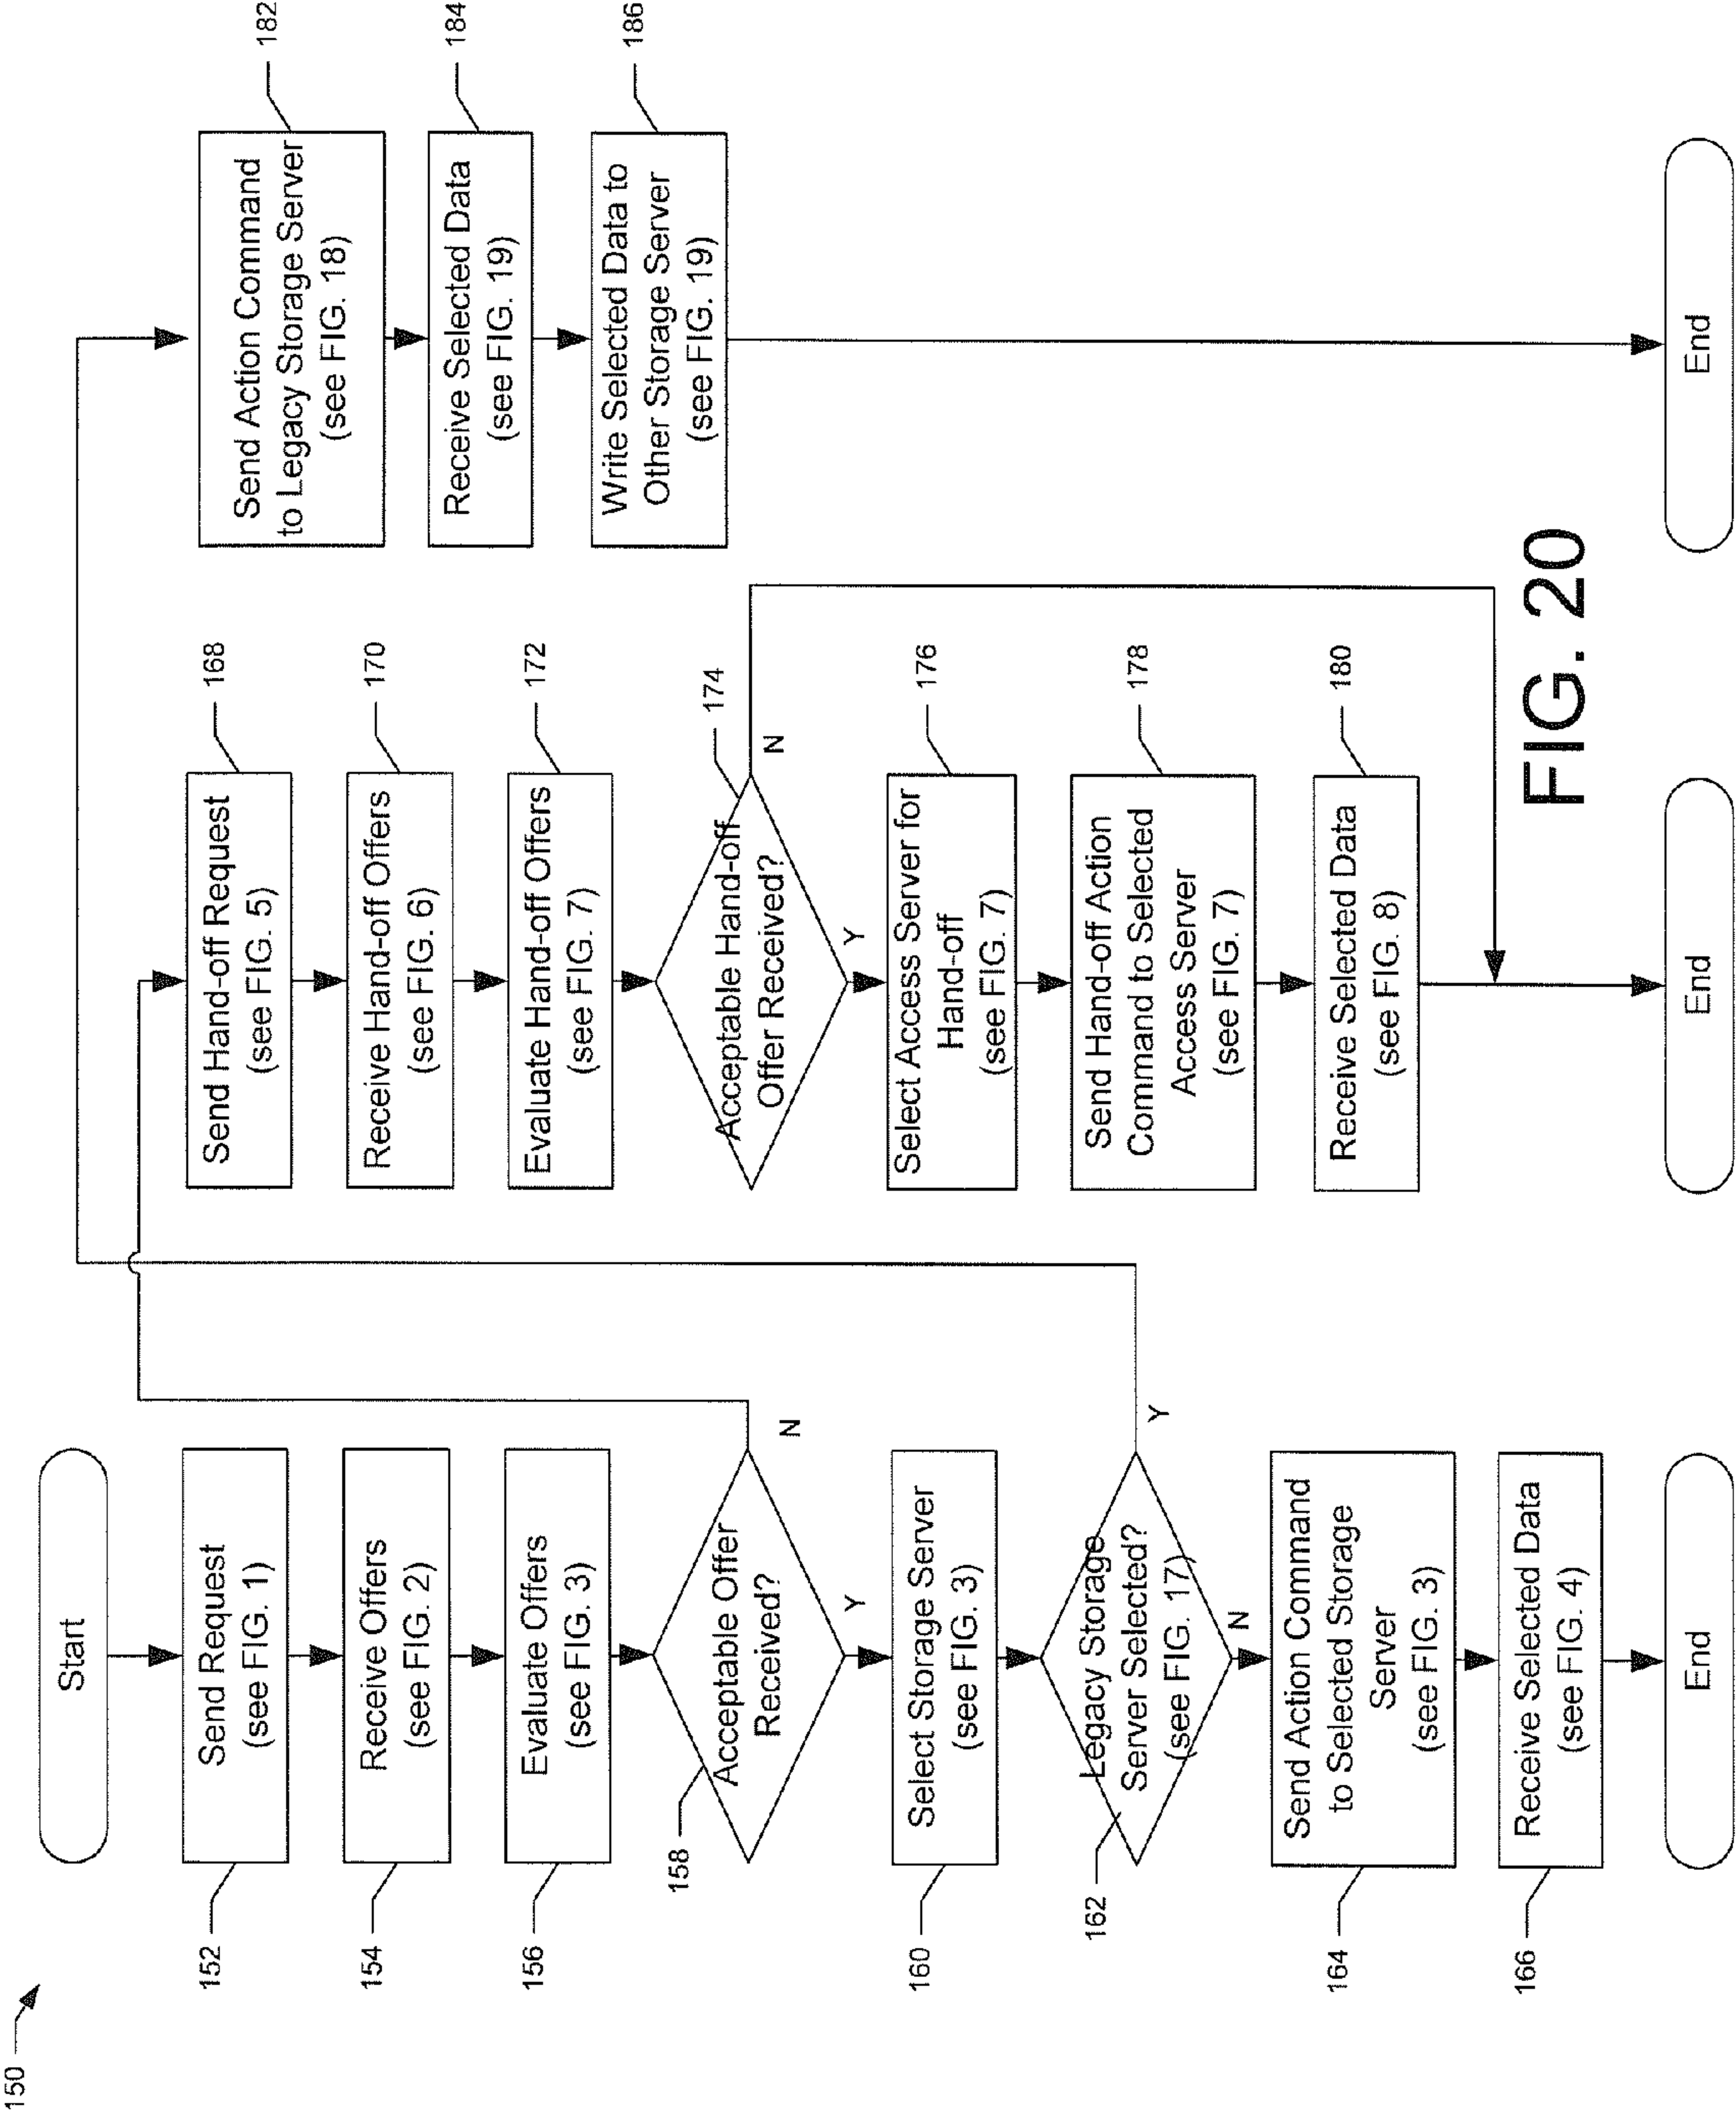 150
Start
152
Send Request
(see FIG. 1)
154
Receive Offers
(see FIG. 2)
156
Evaluate Offers
(see FIG. 3)
158
Acceptable Offer
Received?
N
Y
160
Select Storage Server
(see FIG. 3)
162
Legacy Storage
Server Selected?
(see FIG. 17)
Y
N
164
Send Action Command
to Selected Storage
Server
(see FIG. 3)
166
Receive Selected Data
(see FIG. 4)
End
168
Send Hand-off Request
(see FIG. 5)
170
Receive Hand-off Offers
(see FIG. 6)
172
Evaluate Hand-off Offers
(see FIG. 7)
174
Acceptable Hand-off
Offer Received?
N
Y
176
Select Access Server for
Hand-off
(see FIG. 7)
178
Send Hand-off Action
Command to Selected
Access Server
(see FIG. 7)
180
Receive Selected Data
(see FIG. 8)
End
182
Send Action Command
to Legacy Storage Server
(see FIG. 18)
184
Receive Selected Data
(see FIG. 19)
186
Write Selected Data to
Other Storage Server
(see FIG. 19)
End
FIG. 20